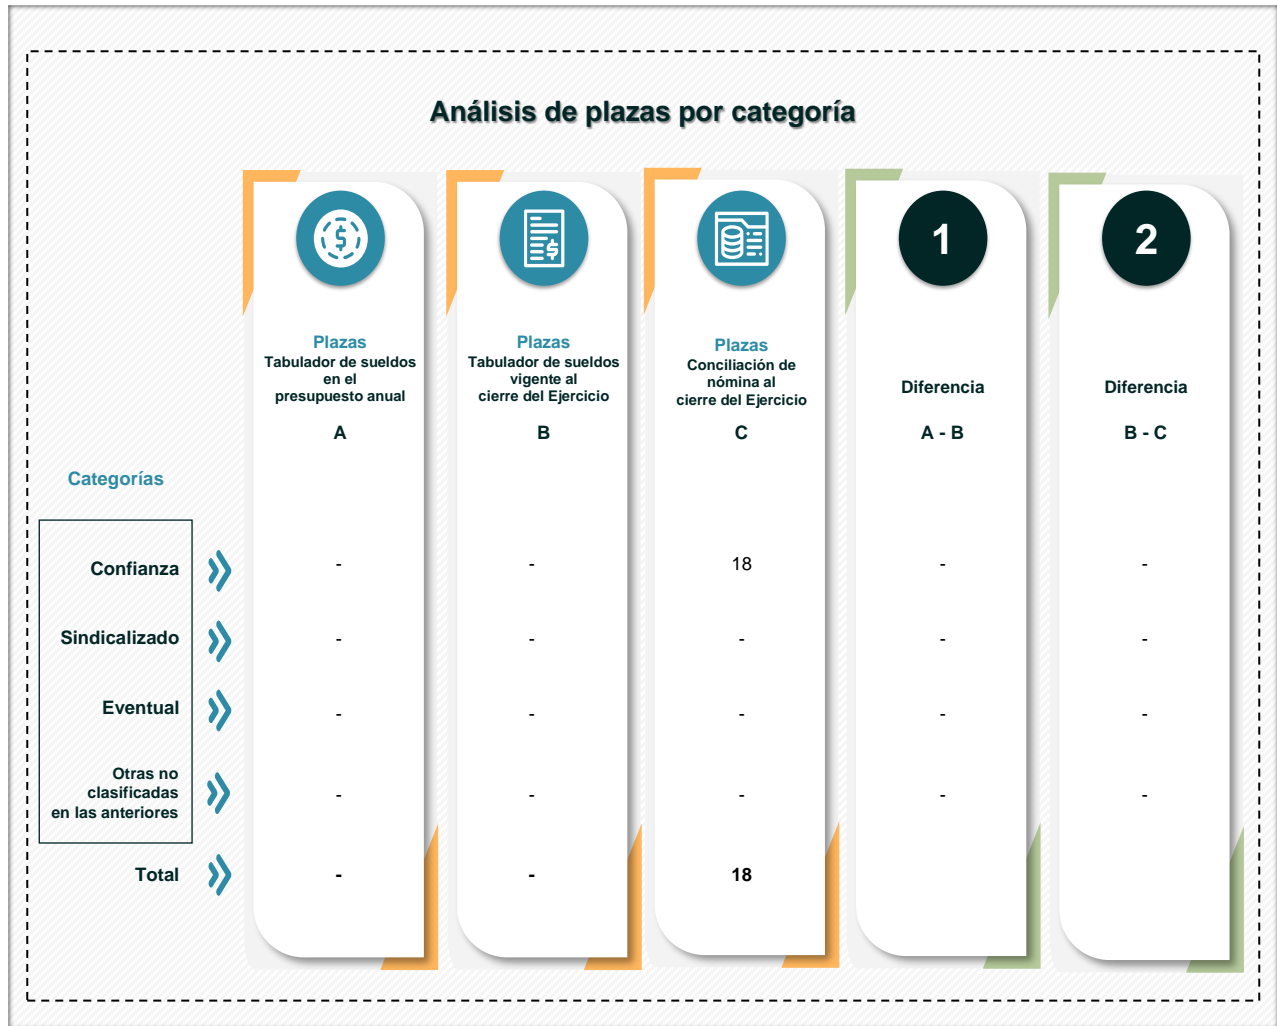 Análisis de plazas por categoría
1
2
Plazas
Tabulador de sueldos
en el
presupuesto anual
A
Plazas
Tabulador de sueldos
vigente al
cierre del Ejercicio
B
Plazas
Conciliación de
nómina al
cierre del Ejercicio
C
Diferencia
A - B
Diferencia
B - C
Categorías
Confianza - - 18 - -
Sindicalizado - - - - -
Eventual - - - - -
Otras no
clasificadas
en las anteriores
- - - - -
Total - - 18